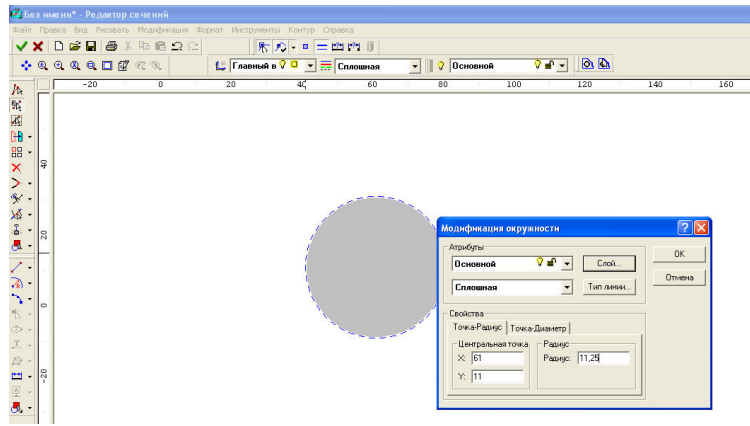 Без имени* - Редактор сечений
Файл Правка Вид Рисовать Модификация Формат Инструменты Контур Справка
Главный в Сплошная Основной
-20 0 20 40 60 80 100 120 140 160
40
20
0
-20
Модификация окружности
Атрибуты
Основной Слой... OK
Сплошная Тип линии... Отмена
Свойства
Точка-Радиус Точка-Диаметр
Центральная точка Радиус
X: 61 Радиус: 11,25
Y: 11